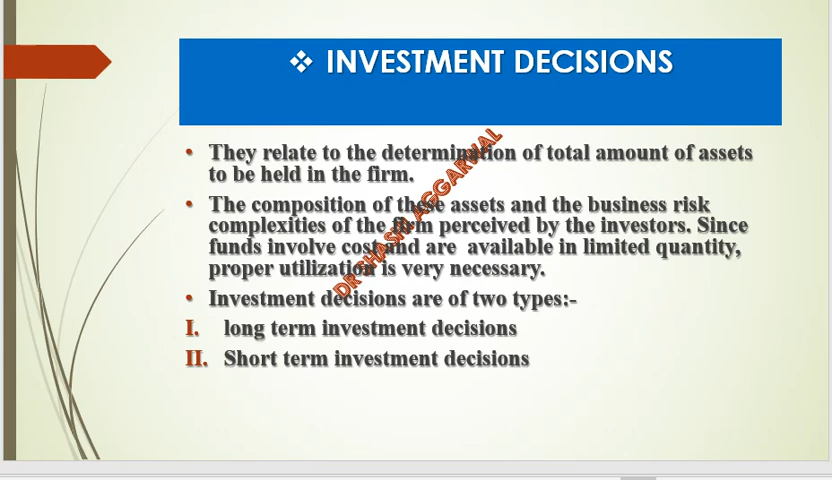 ❖ INVESTMENT DECISIONS
• They relate to the determination of total amount of assets
to be held in the firm.
• The composition of these assets and the business risk
complexities of the firm perceived by the investors. Since
funds involve cost and are available in limited quantity,
proper utilization is very necessary.
• Investment decisions are of two types:-
I. long term investment decisions
II. Short term investment decisions
DR SHASHI AGGARWAL